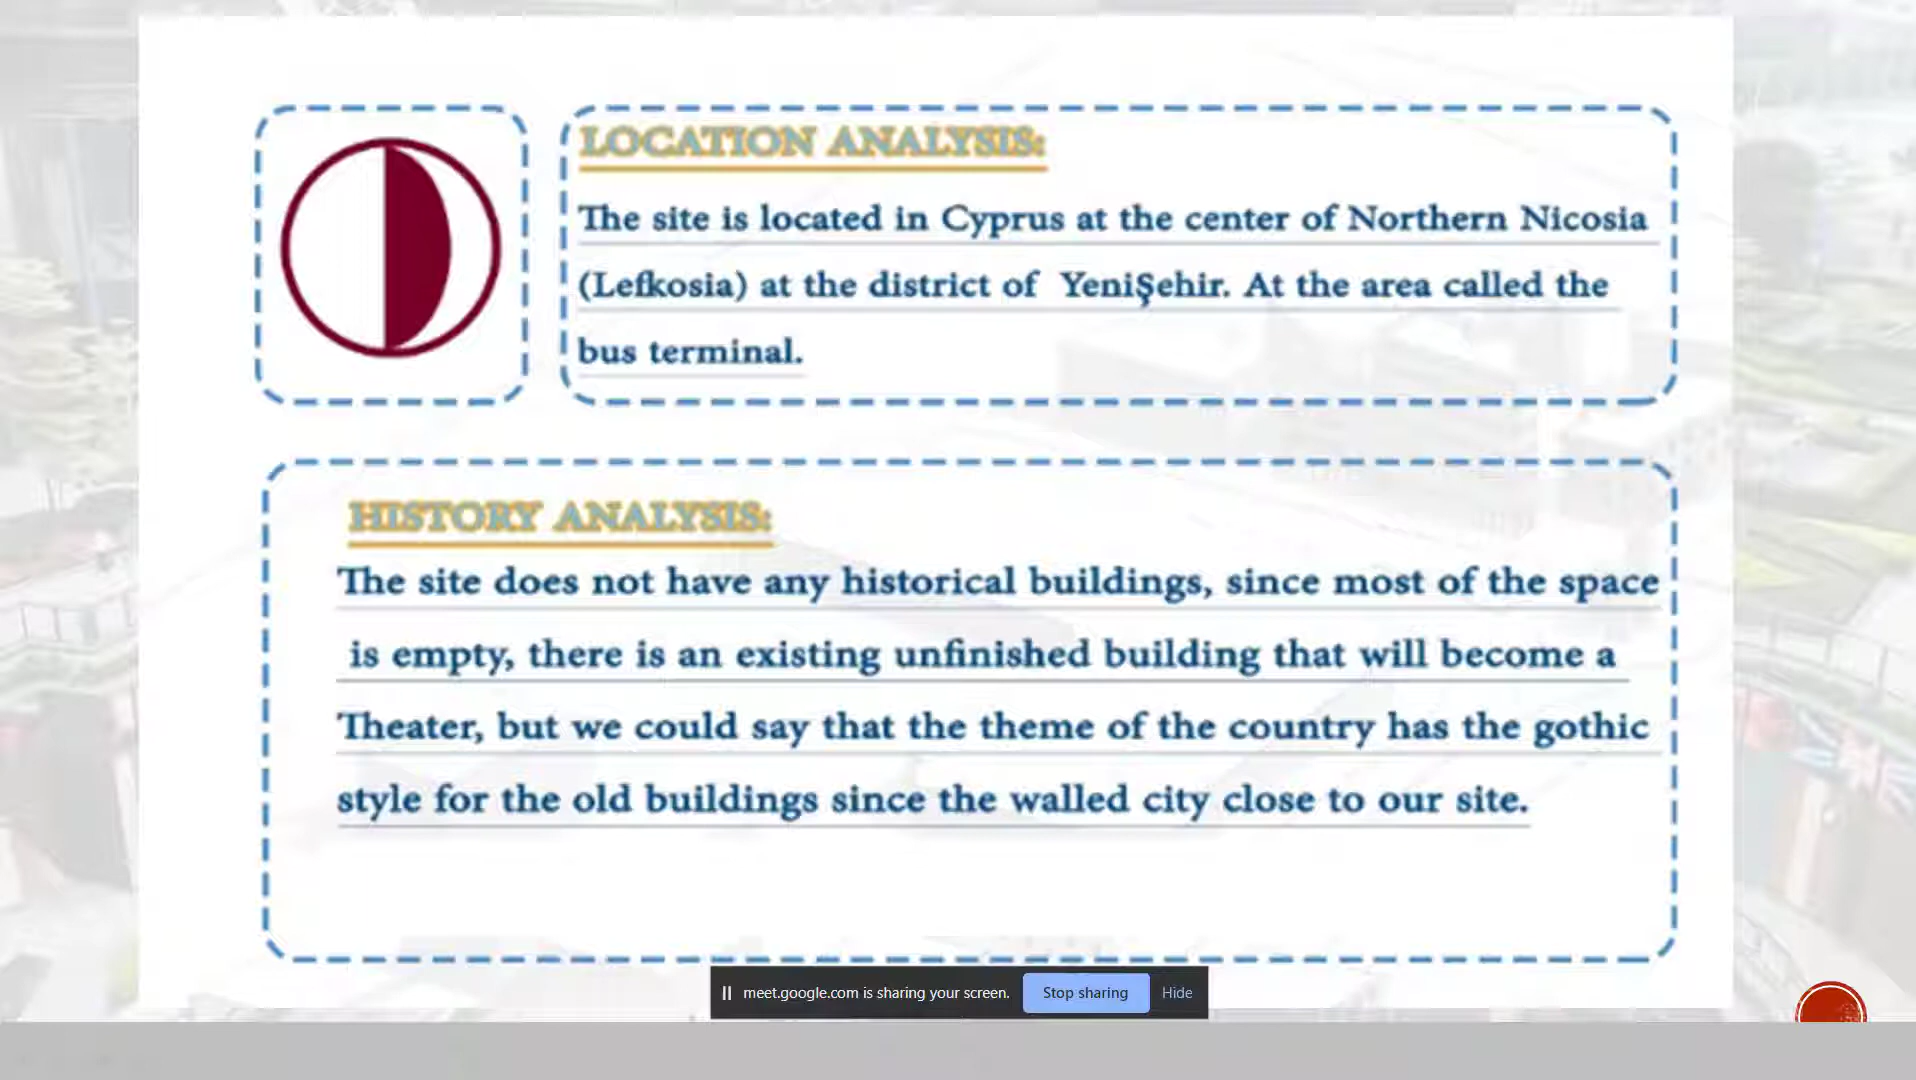 LOCATION ANALYSIS:
The site is located in Cyprus at the center of Northern Nicosia
(Lefkosia) at the district of YeniŞehir. At the area called the
bus terminal.
HISTORY ANALYSIS:
The site does not have any historical buildings, since most of the space
is empty, there is an existing unfinished building that will become a
Theater, but we could say that the theme of the country has the gothic
style for the old buildings since the walled city close to our site.
meet.google.com is sharing your screen. Stop sharing Hide